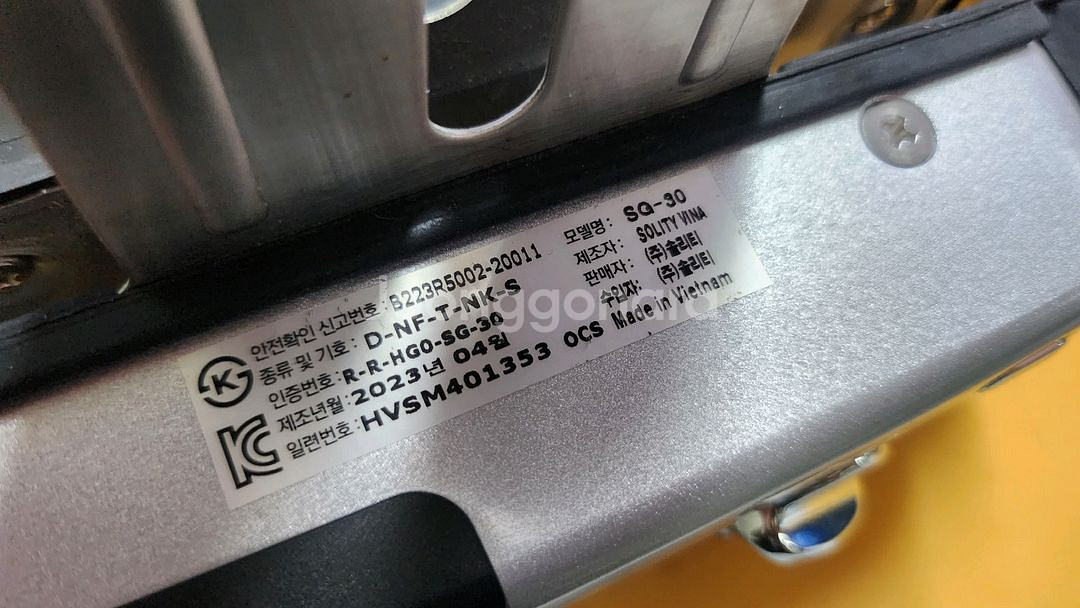 안전확인 신고번호 : B223R5002-20011
종류 및 기호 : D-NF-T-NK-S
인증번호 : R-R-HG0-SG-30
제조년월 : 2023년 04월
일련번호 : HVSM401353 0CS
모델명 : SG-30
제조자 : SOLITY VINA
판매자 : (주)솔리티
수입자 : (주)솔리티
Made in Vietnam